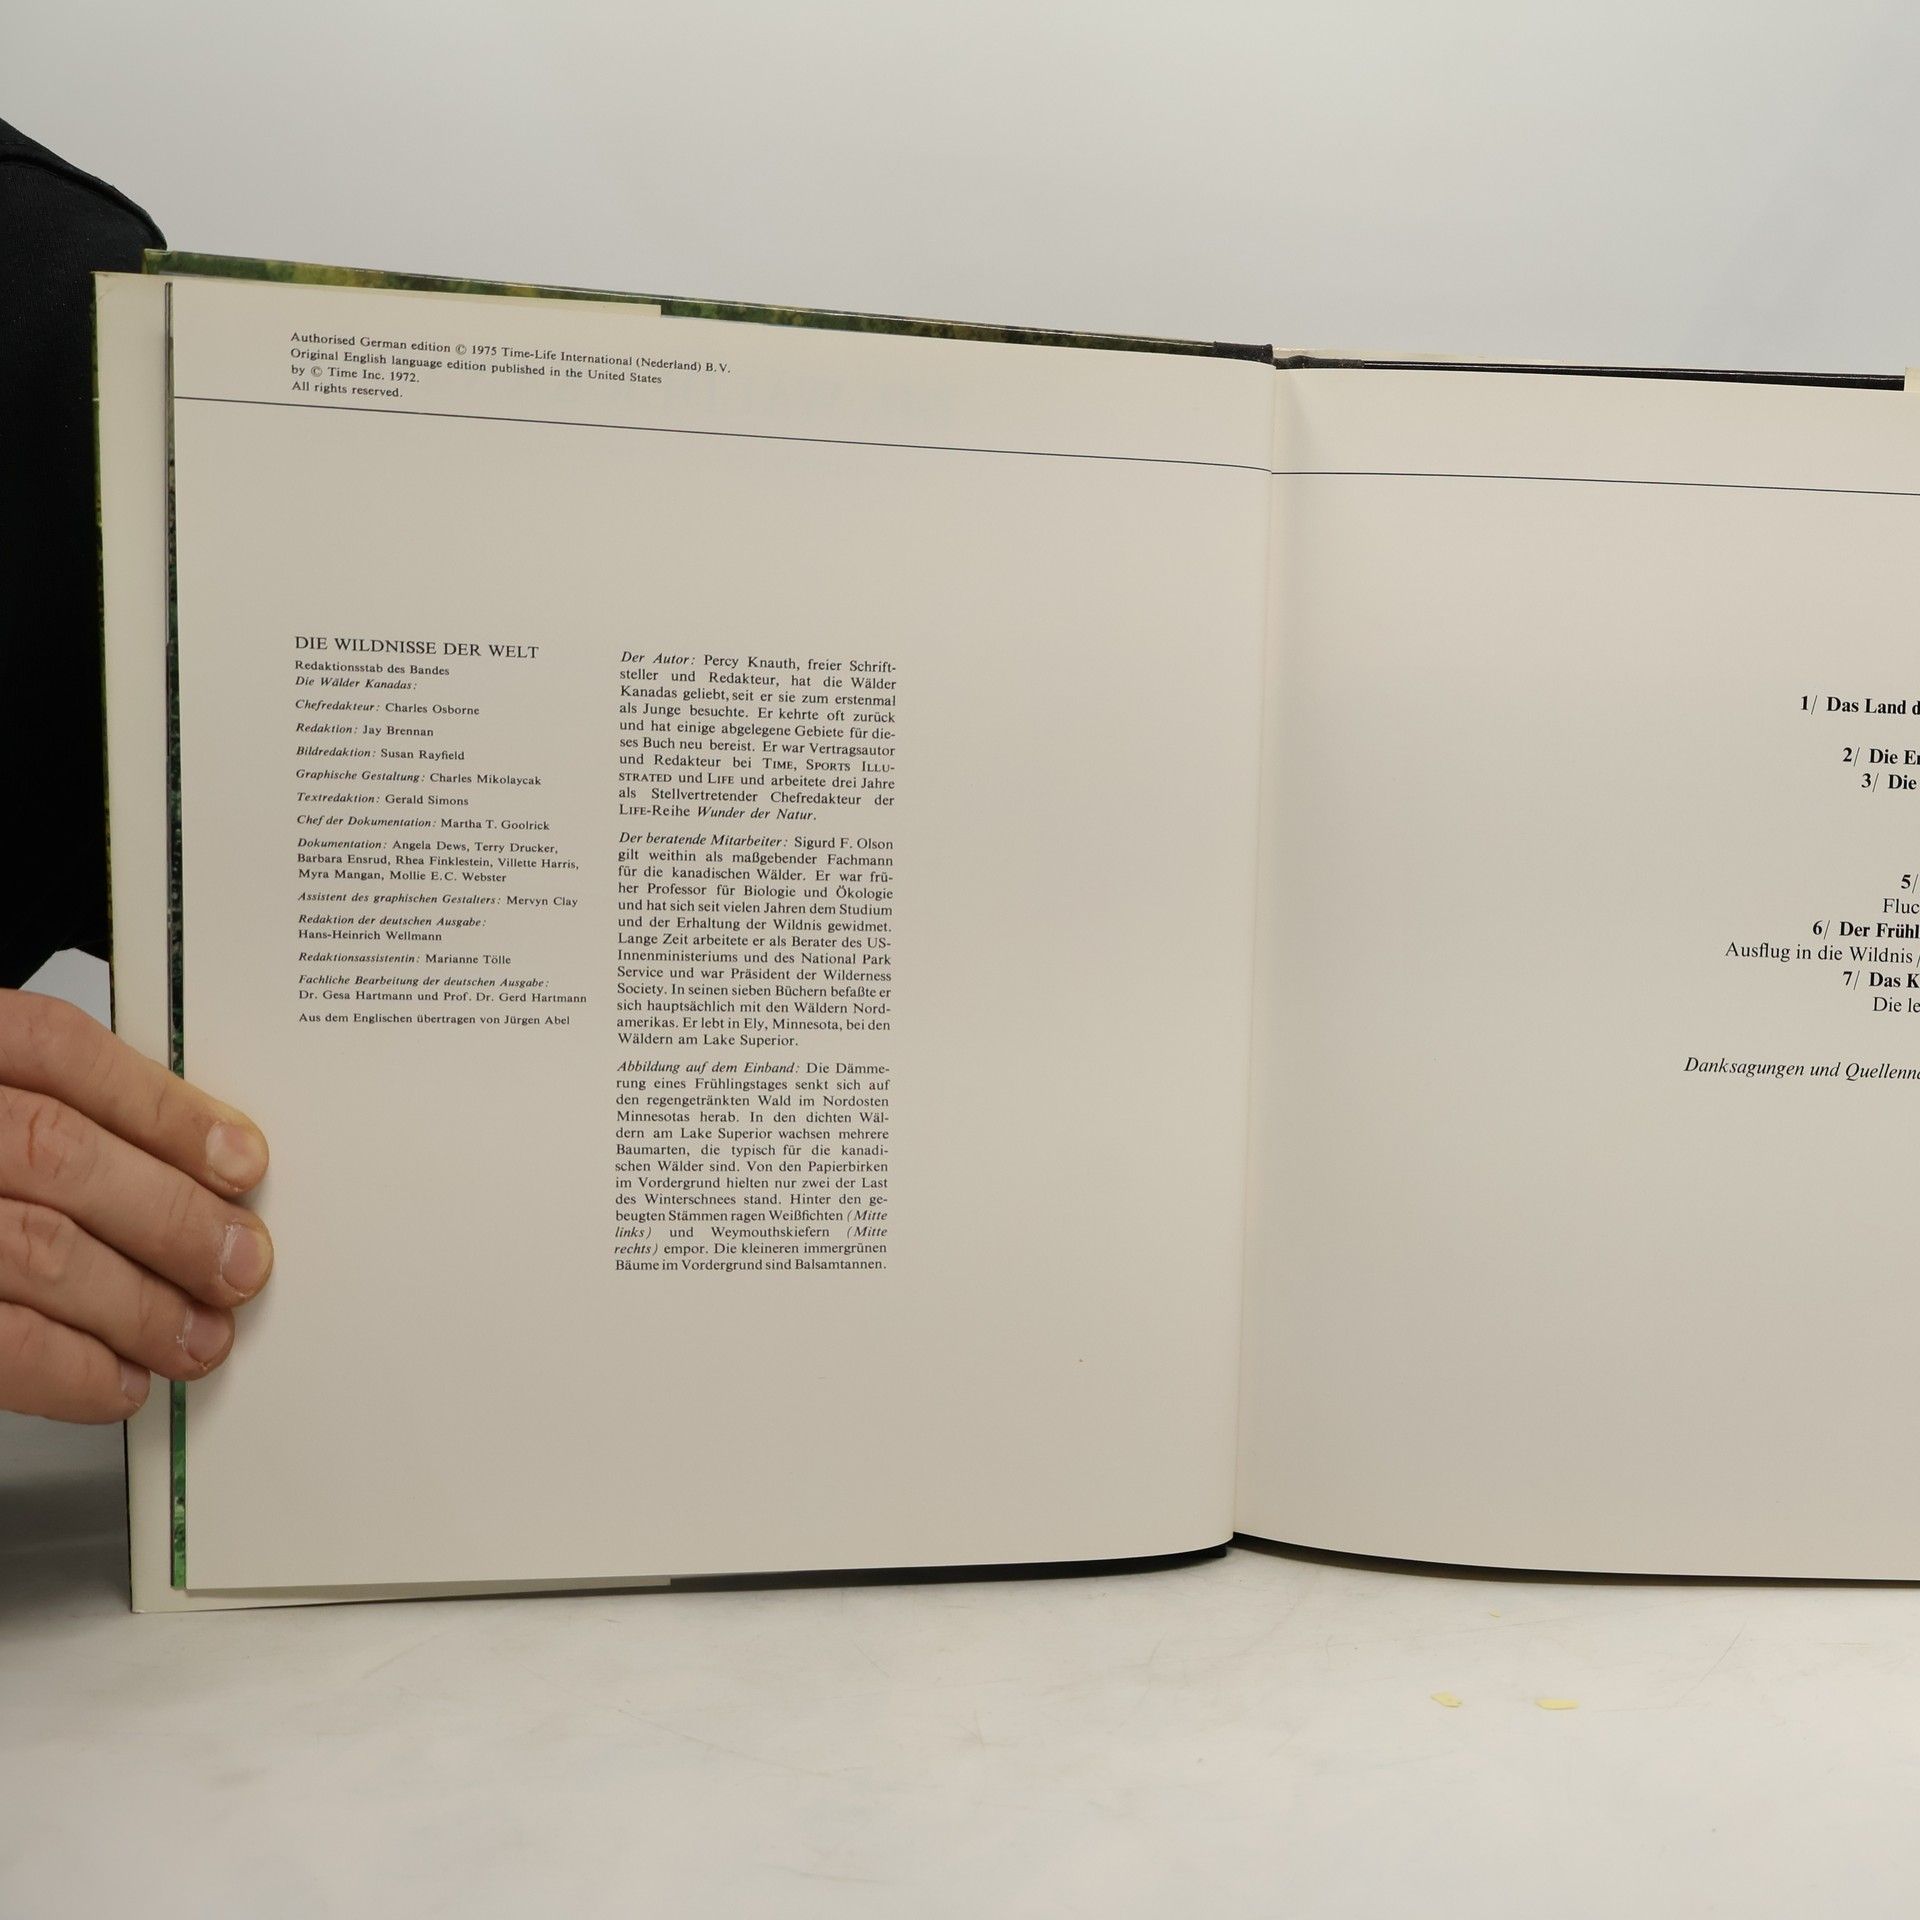 Authorised German edition © 1975 Time-Life International (Nederland) B.V.
Original English language edition published in the United States
by © Time Inc. 1972.
All rights reserved.
DIE WILDNISSE DER WELT
Redaktionsstab des Bandes
Die Wälder Kanadas:
Chefredakteur: Charles Osborne
Redaktion: Jay Brennan
Bildredaktion: Susan Rayfield
Graphische Gestaltung: Charles Mikolaycak
Textredaktion: Gerald Simons
Chef der Dokumentation: Martha T. Goolrick
Dokumentation: Angela Dews, Terry Drucker,
Barbara Ensrud, Rhea Finklestein, Villette Harris,
Myra Mangan, Mollie E.C. Webster
Assistent des graphischen Gestalters: Mervyn Clay
Redaktion der deutschen Ausgabe:
Hans-Heinrich Wellmann
Redaktionsassistentin: Marianne Tölle
Fachliche Bearbeitung der deutschen Ausgabe:
Dr. Gesa Hartmann und Prof. Dr. Gerd Hartmann
Aus dem Englischen übertragen von Jürgen Abel
Der Autor: Percy Knauth, freier Schrift-
steller und Redakteur, hat die Wälder
Kanadas geliebt, seit er sie zum erstenmal
als Junge besuchte. Er kehrte oft zurück
und hat einige abgelegene Gebiete für die-
ses Buch neu bereist. Er war Vertragsautor
und Redakteur bei TIME, SPORTS ILLU-
STRATED und LIFE und arbeitete drei Jahre
als Stellvertretender Chefredakteur der
LIFE-Reihe Wunder der Natur.
Der beratende Mitarbeiter: Sigurd F. Olson
gilt weithin als maßgebender Fachmann
für die kanadischen Wälder. Er war frü-
her Professor für Biologie und Ökologie
und hat sich seit vielen Jahren dem Studium
und der Erhaltung der Wildnis gewidmet.
Lange Zeit arbeitete er als Berater des US-
Innenministeriums und des National Park
Service und war Präsident der Wilderness
Society. In seinen sieben Büchern befaßte er
sich hauptsächlich mit den Wäldern Nord-
amerikas. Er lebt in Ely, Minnesota, bei den
Wäldern am Lake Superior.
Abbildung auf dem Einband: Die Dämme-
rung eines Frühlingstages senkt sich auf
den regengetränkten Wald im Nordosten
Minnesotas herab. In den dichten Wäl-
dern am Lake Superior wachsen mehrere
Baumarten, die typisch für die kanadi-
schen Wälder sind. Von den Papierbirken
im Vordergrund hielten nur zwei der Last
des Winterschnees stand. Hinter den ge-
beugten Stämmen ragen Weißfichten (Mitte
links) und Weymouthskiefern (Mitte
rechts) empor. Die kleineren immergrünen
Bäume im Vordergrund sind Balsamtannen.
1/ Das Land d
2/ Die Er
3/ Die
5/
Fluc
6/ Der Frühl
Ausflug in die Wildnis/
7/ Das K
Die le
Danksagungen und Quellenna